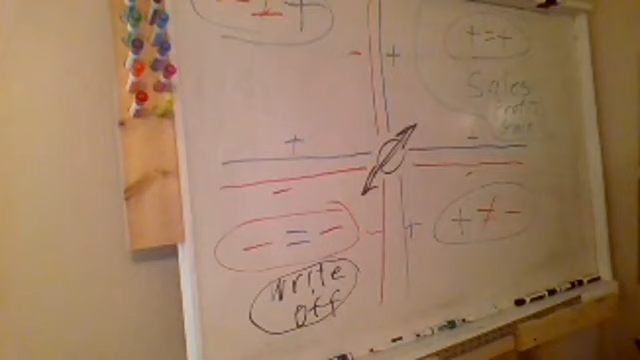 - ± +
- +
+ = +
Sales
+
-
-
-
- = -
- +
+ ≠ -
Write
off